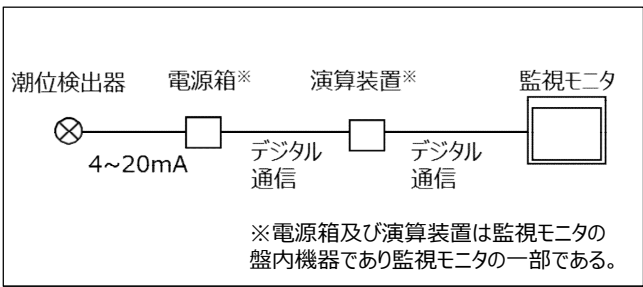 潮位検出器 電源箱※ 演算装置※ 監視モニタ
4~20mA デジタル通信 デジタル通信
※電源箱及び演算装置は監視モニタの
盤内機器であり監視モニタの一部である。